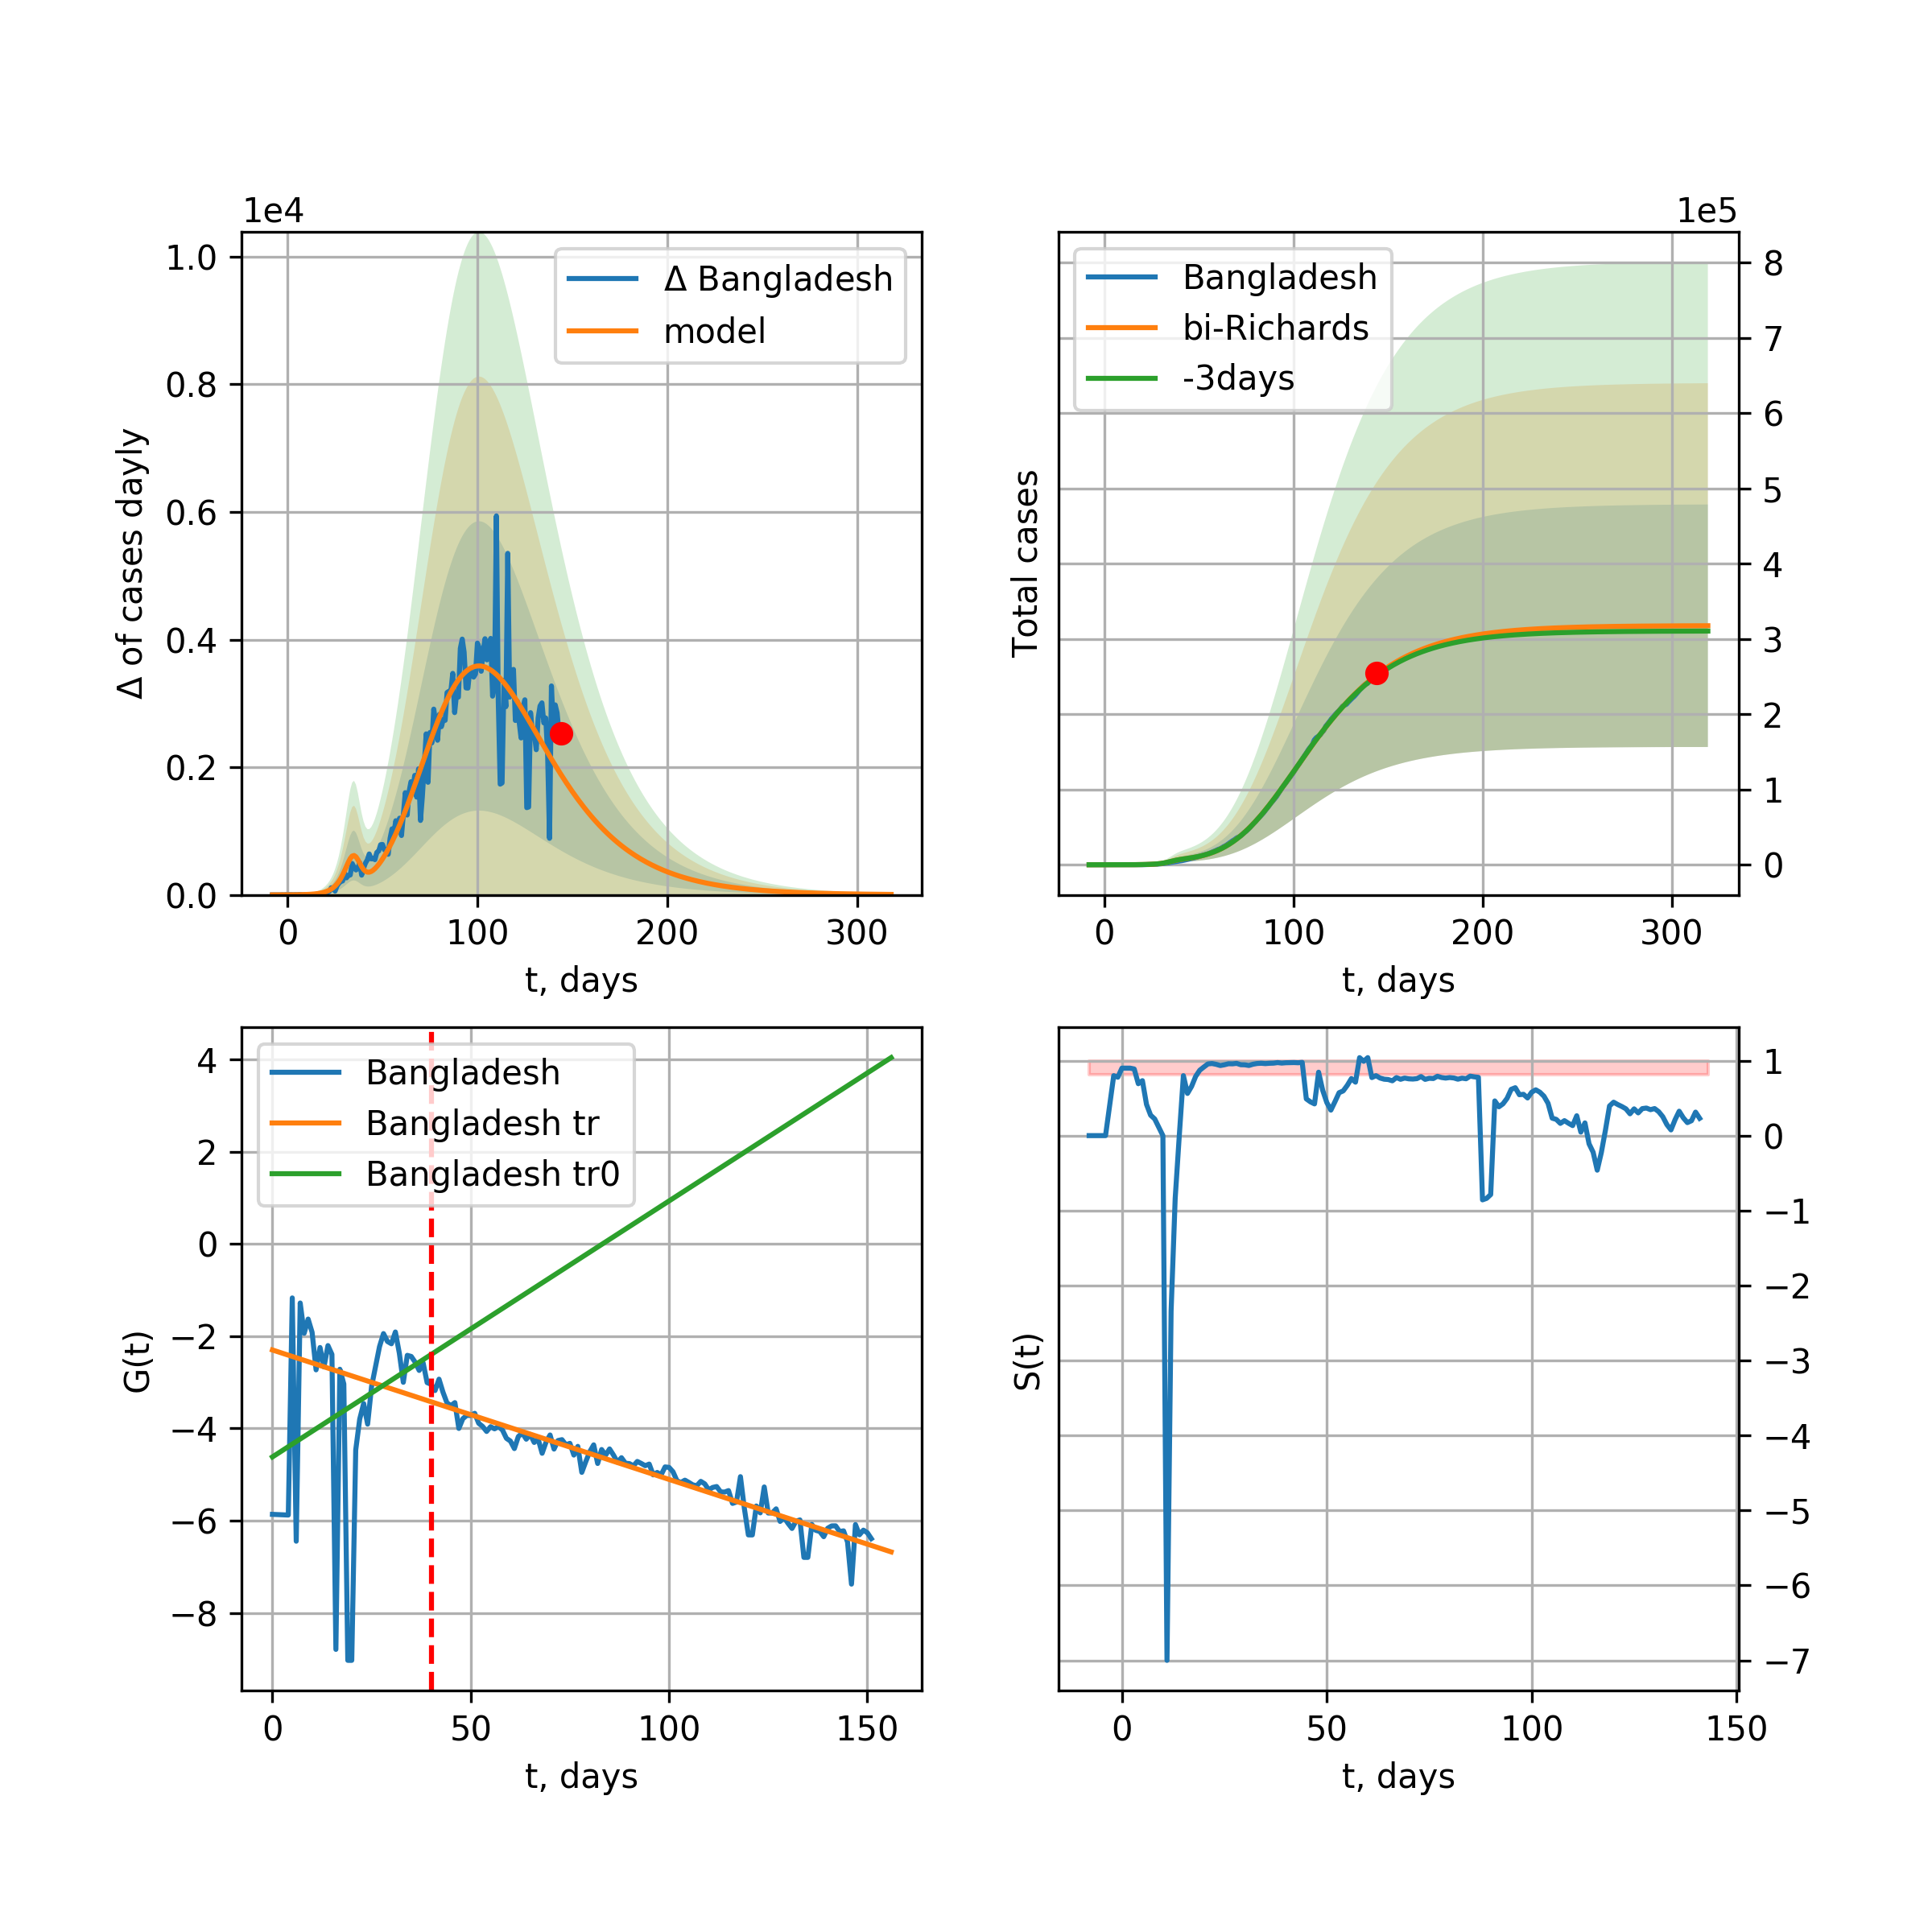 1e4
1.0
0.8
0.6
0.4
0.2
0.0
Δ of cases dayly
Δ Bangladesh
model
0 100 200 300
t, days
1e5
8
7
6
5
4
3
2
1
0
Total cases
Bangladesh
bi-Richards
-3days
0 100 200 300
t, days
4
2
0
−2
−4
−6
−8
G(t)
Bangladesh
Bangladesh tr
Bangladesh tr0
0 50 100 150
t, days
1
0
−1
−2
−3
−4
−5
−6
−7
S(t)
0 50 100 150
t, days